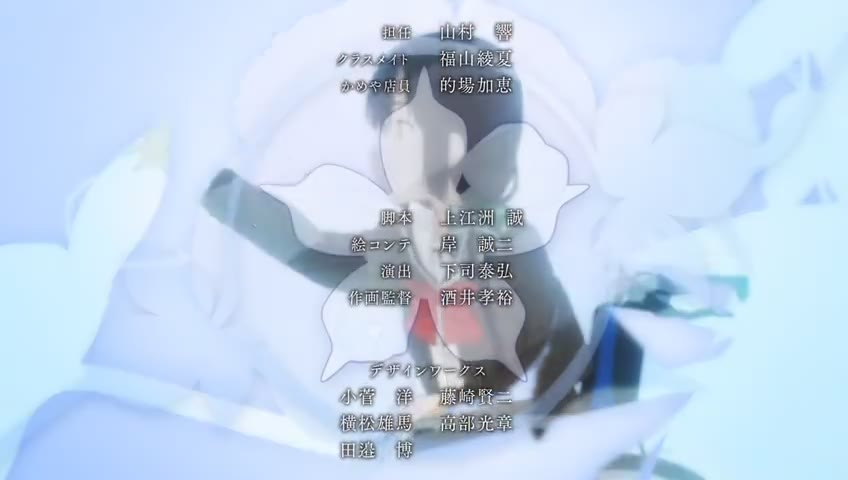 担任 山村 響
クラスメイト 福山綾夏
かめや店員 的場加恵
脚本 上江洲 誠
絵コンテ 岸 誠二
演出 下司泰弘
作画監督 酒井孝裕
デザインワークス
小菅 洋 藤崎賢二
横松雄馬 高部光章
田邉 博